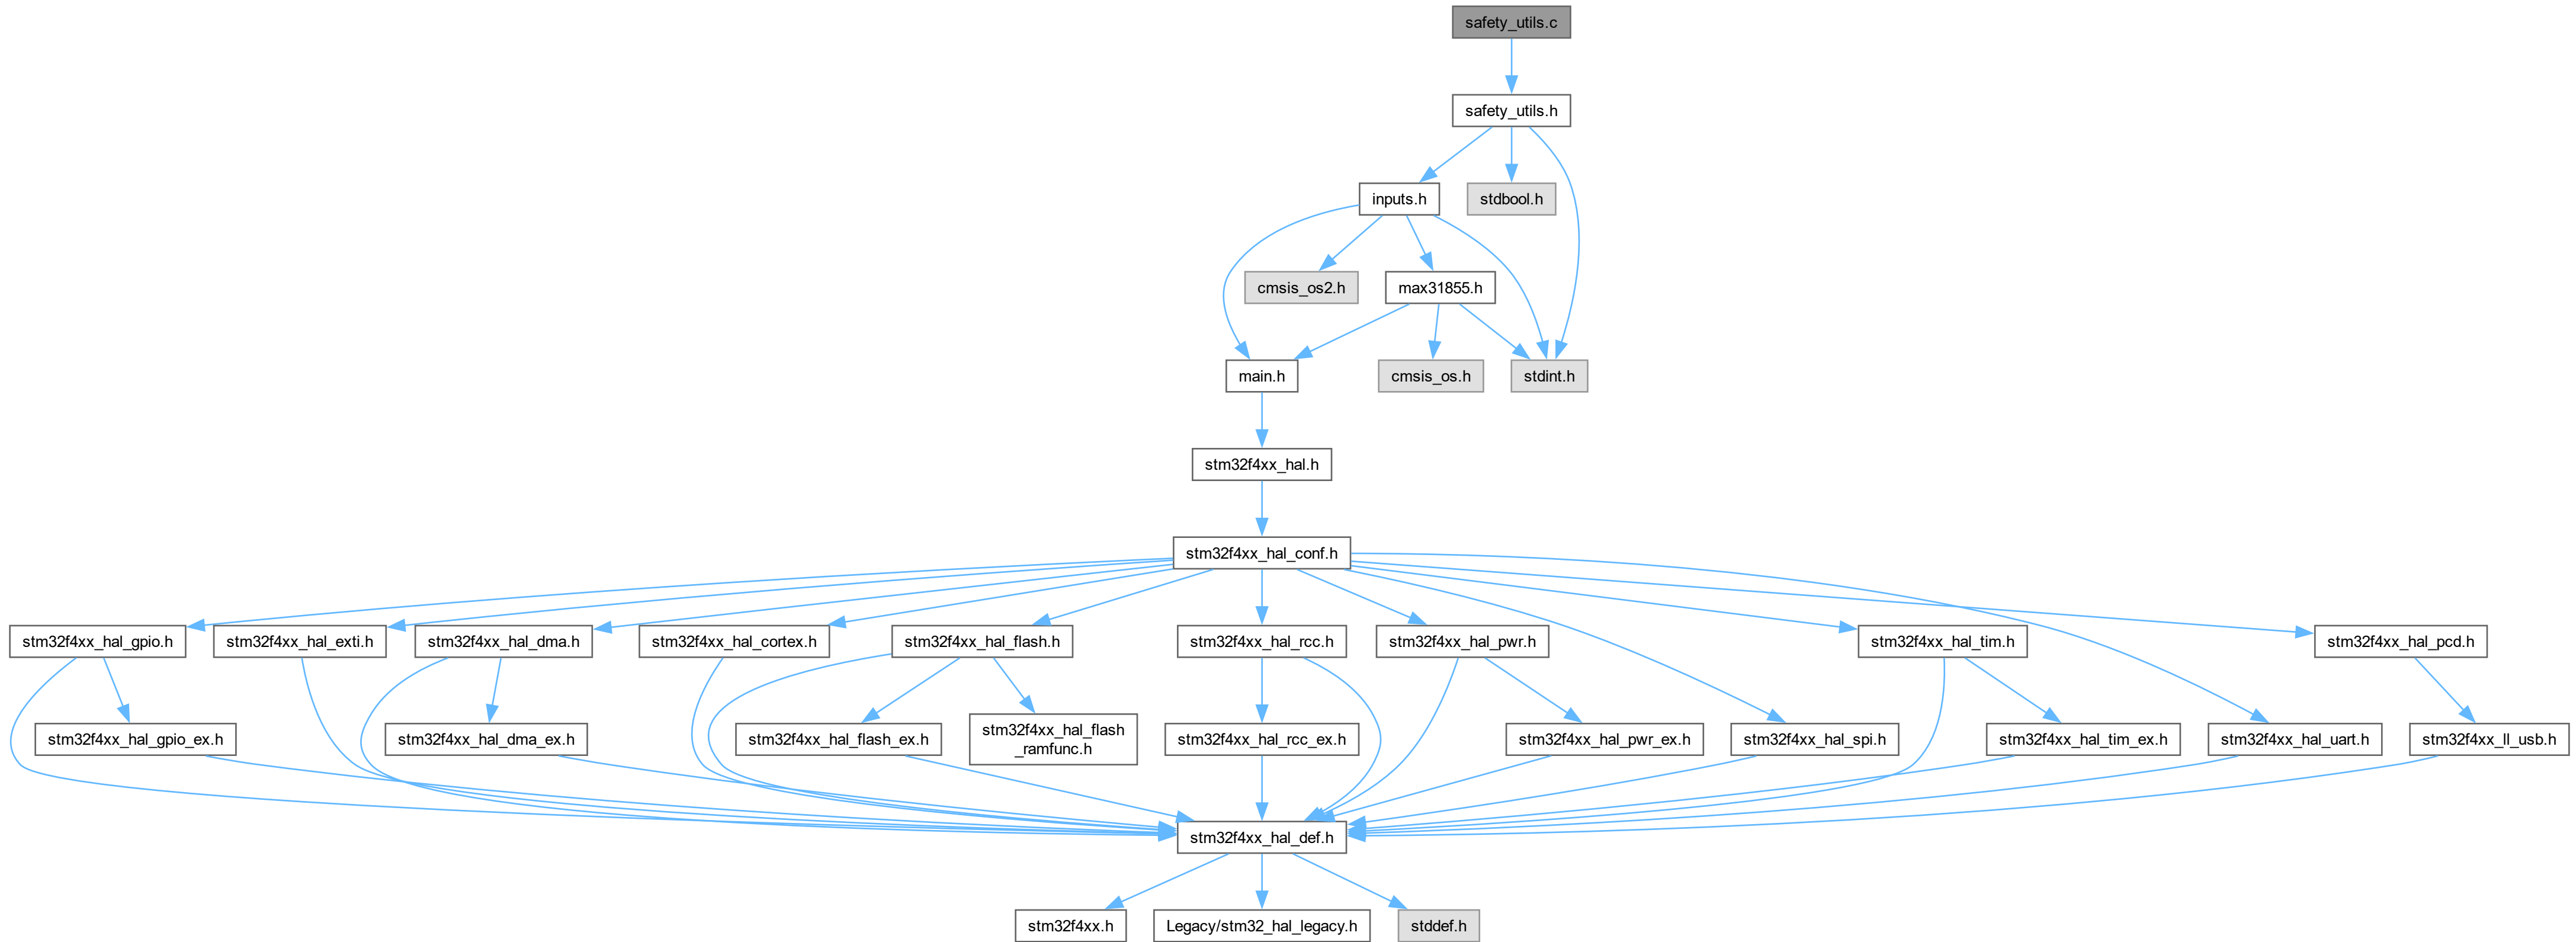 safety_utils.c
safety_utils.h
inputs.h
stdbool.h
cmsis_os2.h
max31855.h
main.h
cmsis_os.h
stdint.h
stm32f4xx_hal.h
stm32f4xx_hal_conf.h
stm32f4xx_hal_gpio.h
stm32f4xx_hal_exti.h
stm32f4xx_hal_dma.h
stm32f4xx_hal_cortex.h
stm32f4xx_hal_flash.h
stm32f4xx_hal_rcc.h
stm32f4xx_hal_pwr.h
stm32f4xx_hal_tim.h
stm32f4xx_hal_pcd.h
stm32f4xx_hal_gpio_ex.h
stm32f4xx_hal_dma_ex.h
stm32f4xx_hal_flash_ex.h
stm32f4xx_hal_flash
_ramfunc.h
stm32f4xx_hal_rcc_ex.h
stm32f4xx_hal_pwr_ex.h
stm32f4xx_hal_spi.h
stm32f4xx_hal_tim_ex.h
stm32f4xx_hal_uart.h
stm32f4xx_ll_usb.h
stm32f4xx_hal_def.h
stm32f4xx.h
Legacy/stm32_hal_legacy.h
stddef.h